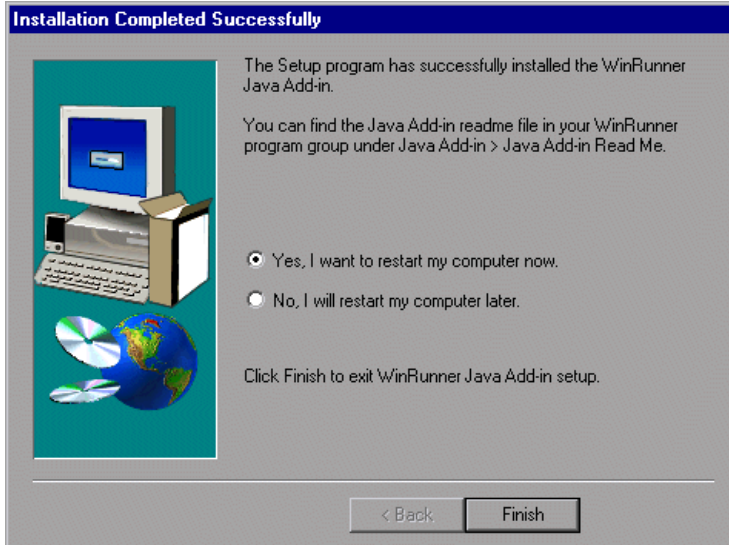 Installation Completed Successfully
The Setup program has successfully installed the WinRunner
Java Add-in.
You can find the Java Add-in readme file in your WinRunner
program group under Java Add-in > Java Add-in Read Me.
Yes, I want to restart my computer now.
No, I will restart my computer later.
Click Finish to exit WinRunner Java Add-in setup.
< Back
Finish